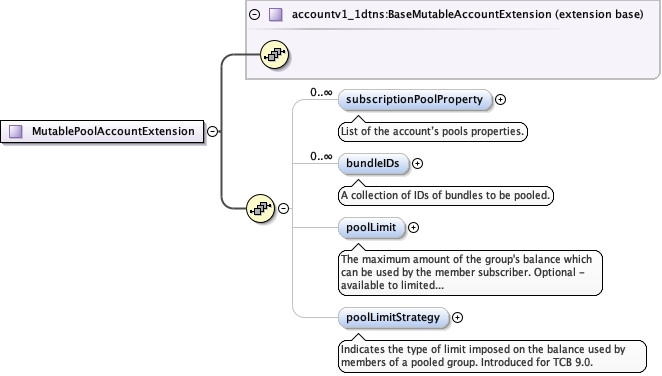 accountv1_1dtns:BaseMutableAccountExtension (extension base)
MutablePoolAccountExtension
0..∞
subscriptionPoolProperty
List of the account's pools properties.
0..∞
bundleIDs
A collection of IDs of bundles to be pooled.
poolLimit
The maximum amount of the group's balance which
can be used by the member subscriber. Optional –
available to limited...
poolLimitStrategy
Indicates the type of limit imposed on the balance used by
members of a pooled group. Introduced for TCB 9.0.